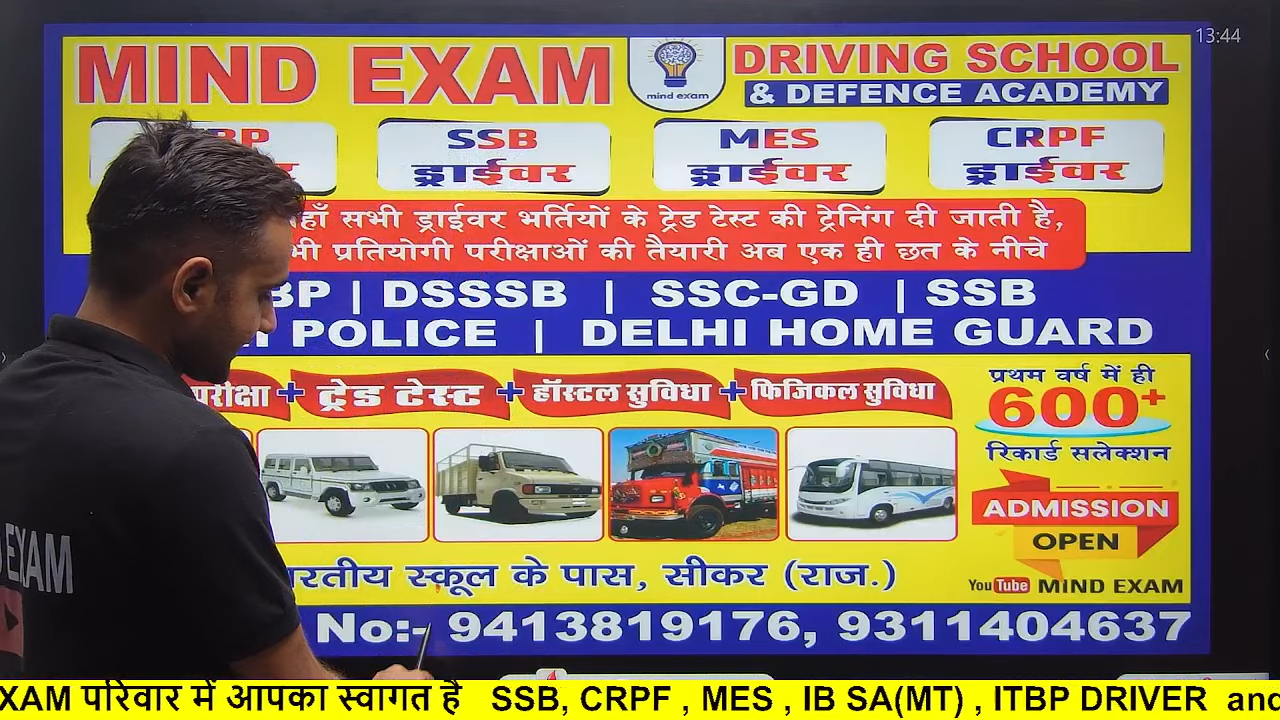 13:44
MIND EXAM
mind exam
DRIVING SCHOOL
& DEFENCE ACADEMY
SSB
ड्राईवर
MES
ड्राईवर
CRPF
ड्राईवर
सभी ड्राईवर भर्तियों के ट्रेड टेस्ट की ट्रेनिंग दी जाती है,
प्रतियोगी परीक्षाओं की तैयारी अब एक ही छत के नीचे
| DSSSB | SSC-GD | SSB
POLICE | DELHI HOME GUARD
परीक्षा + ट्रेड टेस्ट + हॉस्टल सुविधा + फिजिकल सुविधा
प्रथम वर्ष में ही
600+
रिकार्ड सलेक्शन
ADMISSION
OPEN
स्कूल के पास, सीकर (राज.)
YouTube MIND EXAM
No:- 9413819176, 9311404637
EXAM
परिवार में आपका स्वागत है SSB, CRPF , MES , IB SA(MT) , ITBP DRIVER and